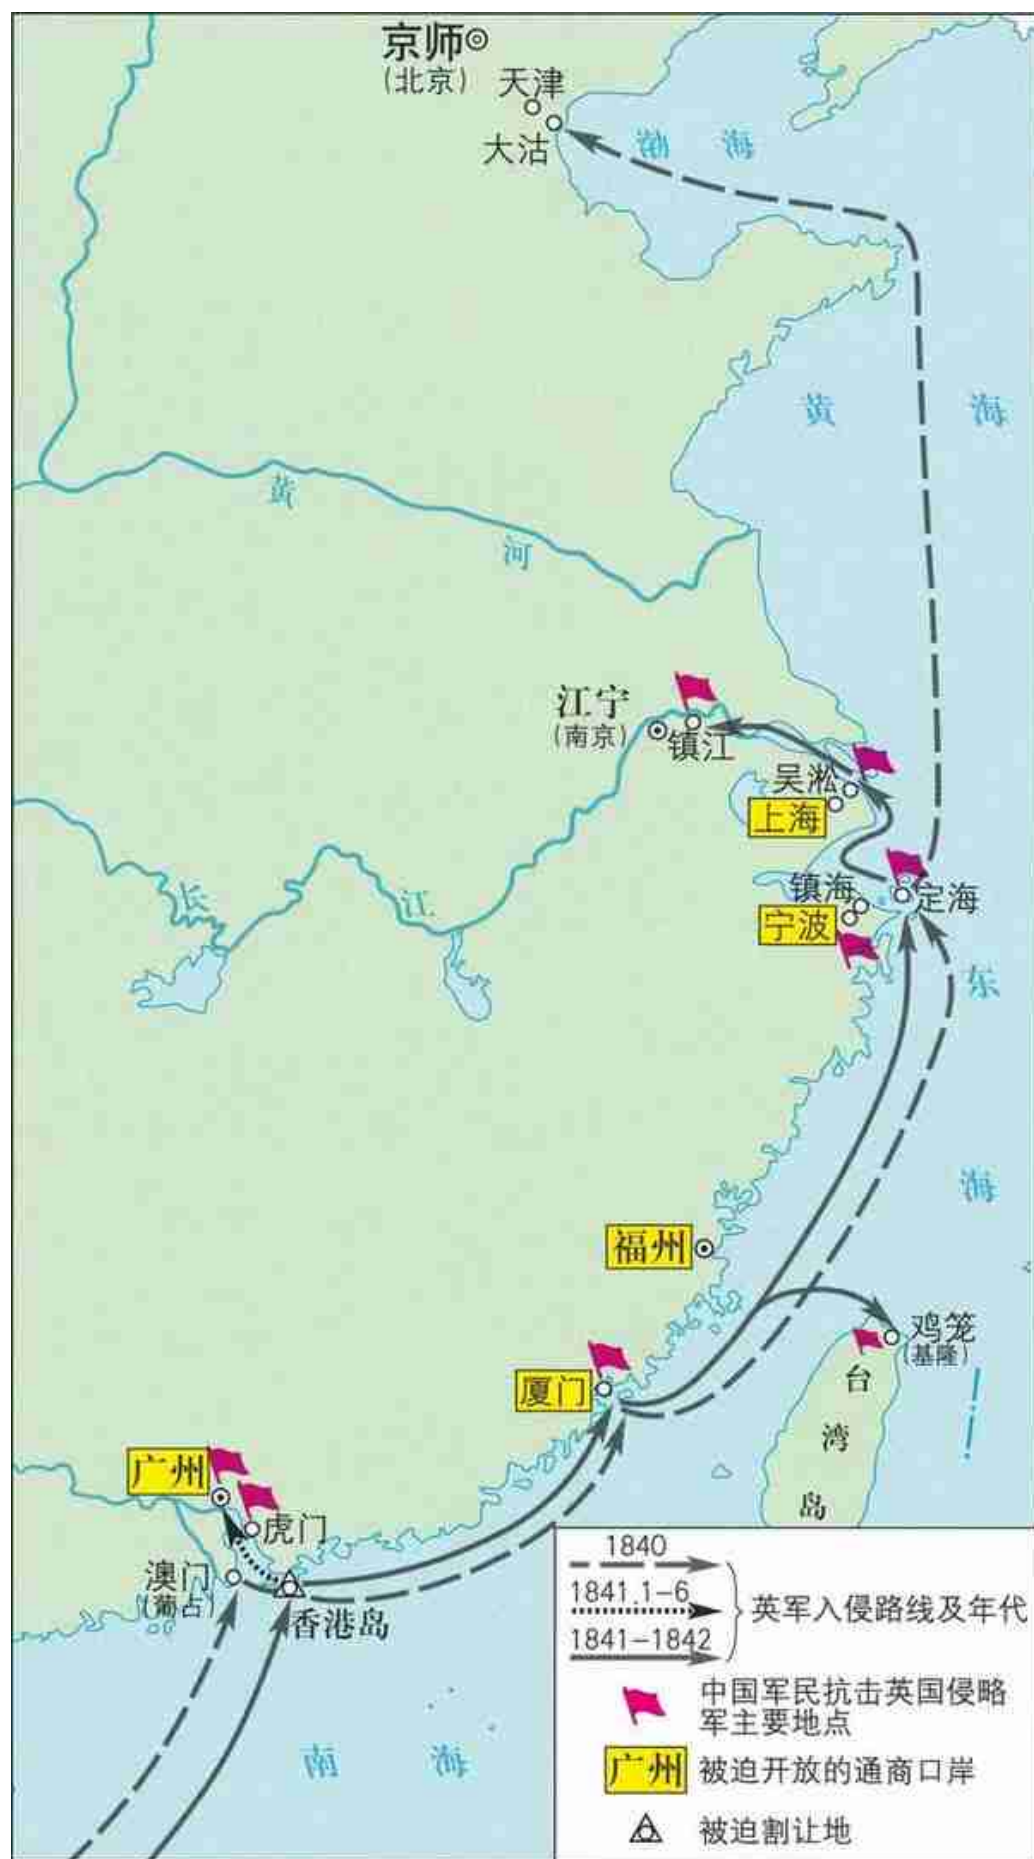 京师
(北京)
天津
大沽
渤海
黄海
黄河
江宁
(南京)
镇江
吴淞
上海
长江
镇海
定海
宁波
东海
福州
鸡笼
(基隆)
台湾岛
厦门
广州
虎门
澳门
(葡占)
香港岛
南海
1840
1841.1-6
1841-1842
英军入侵路线及年代
中国军民抗击英国侵略
军主要地点
广州 被迫开放的通商口岸
被迫割让地